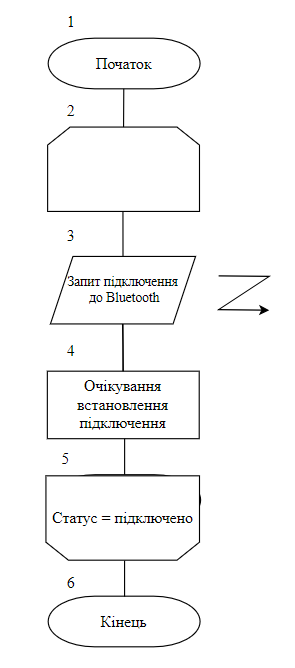 1
Початок
2
3
Запит підключення
до Bluetooth
4
Очікування
встановлення
підключення
5
Статус = підключено
6
Кінець